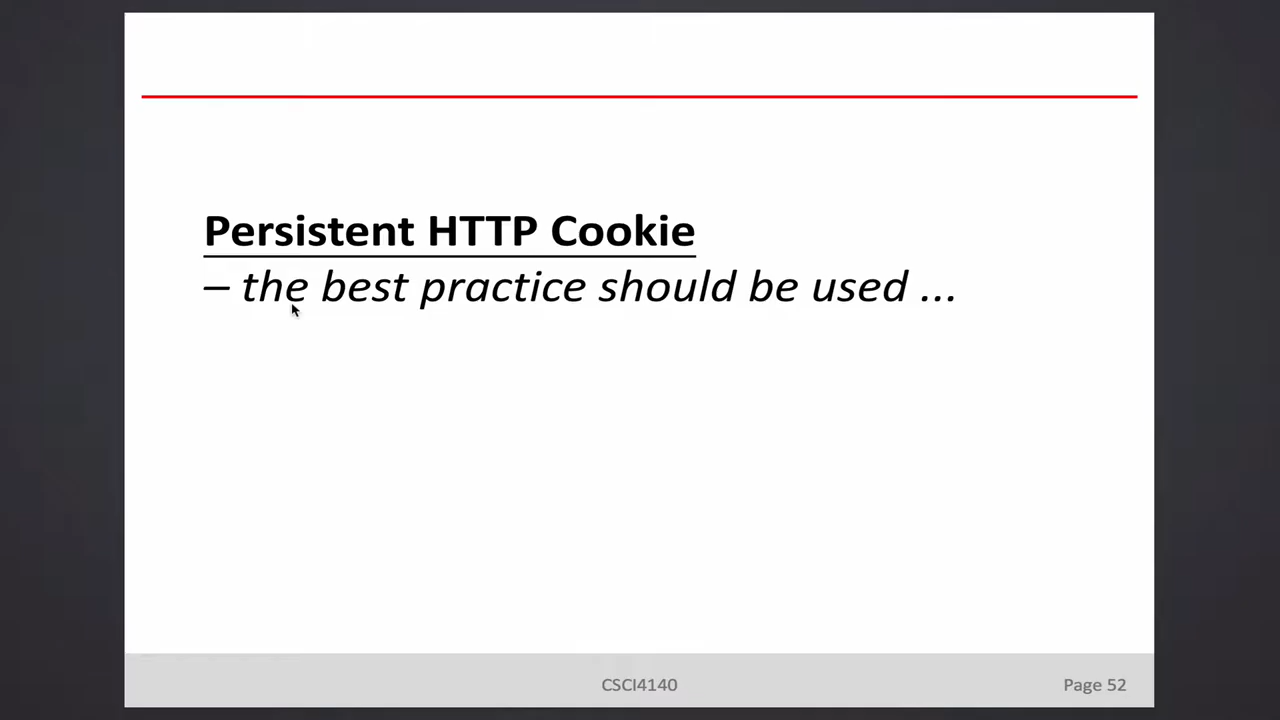 Persistent HTTP Cookie
– the best practice should be used ...
CSCI4140
Page 52